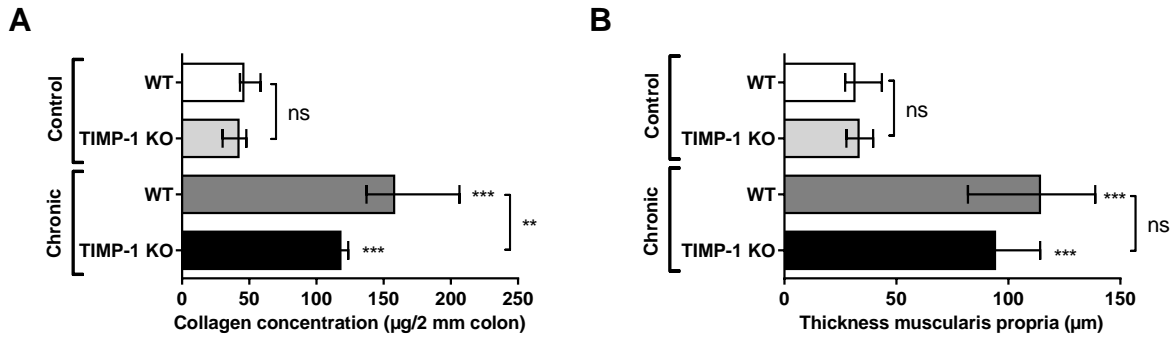 A
Control
WT
TIMP-1 KO
ns
Chronic
WT
TIMP-1 KO
***
***
**
0 50 100 150 200 250
Collagen concentration (µg/2 mm colon)
B
Control
WT
TIMP-1 KO
ns
Chronic
WT
TIMP-1 KO
***
***
ns
0 50 100 150
Thickness muscularis propria (µm)